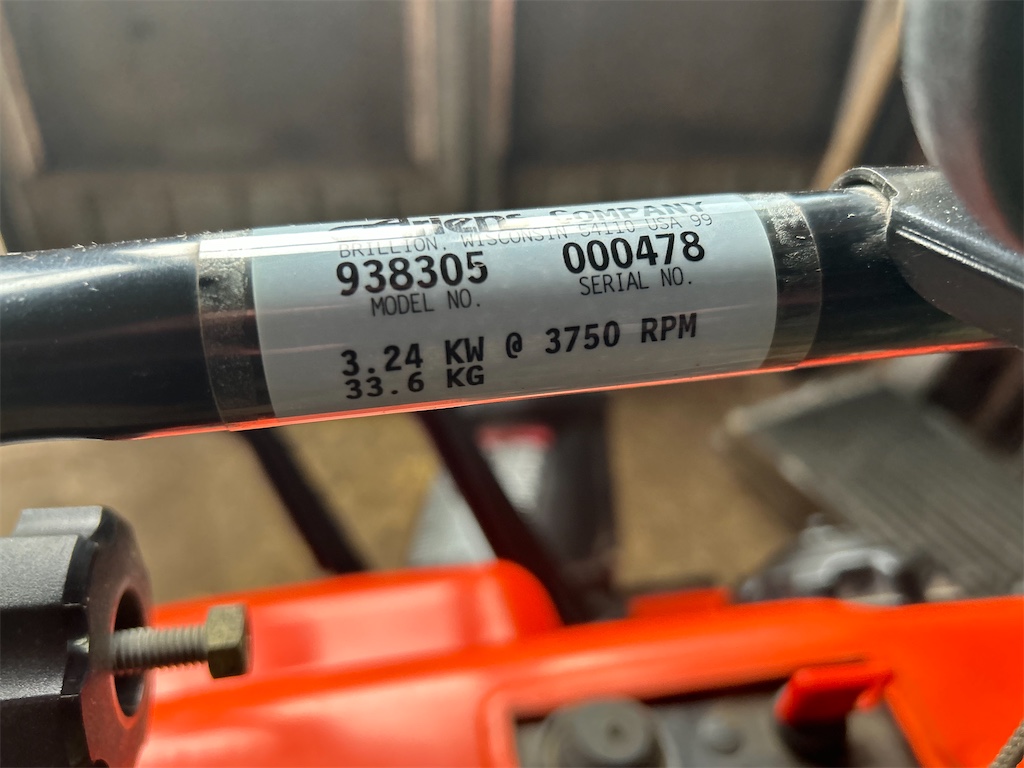 Ariens COMPANY
BRILLION, WISCONSIN 54110 USA 99
938305 000478
MODEL NO. SERIAL NO.
3.24 KW @ 3750 RPM
33.6 KG